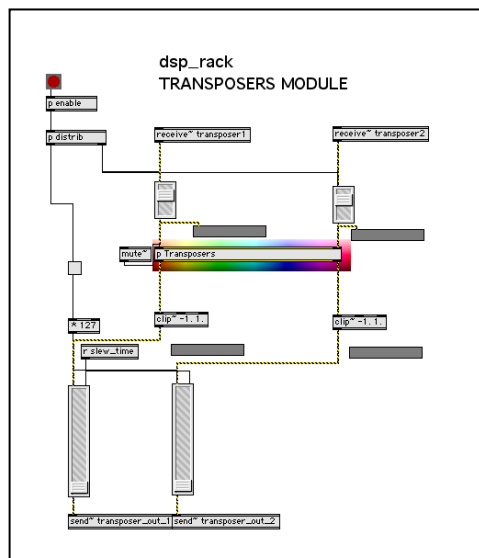 dsp_rack
TRANSPOSERS MODULE
p enable
p distrib
receive~ transposer1
receive~ transposer2
mute~
p Transposers
* 127
clip~ -1. 1.
clip~ -1. 1.
r slew_time
send~ transposer_out_1
send~ transposer_out_2